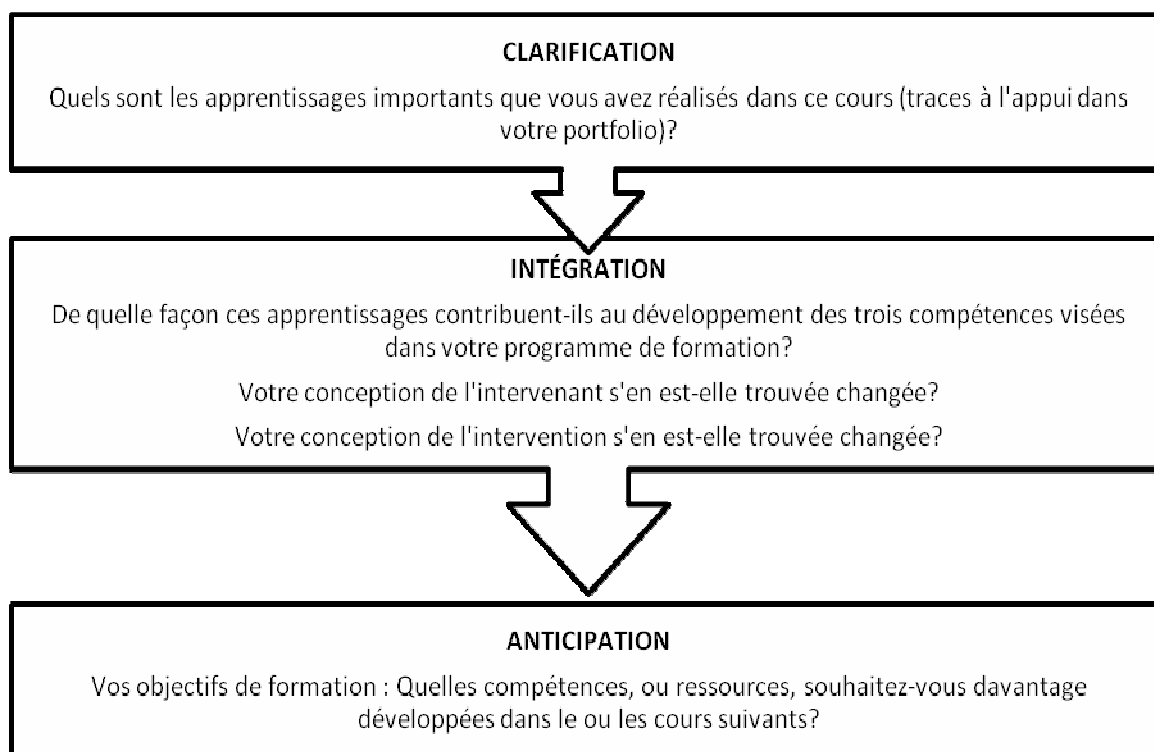 CLARIFICATION
Quels sont les apprentissages importants que vous avez réalisés dans ce cours (traces à l'appui dans
votre portfolio)?
INTÉGRATION
De quelle façon ces apprentissages contribuent-ils au développement des trois compétences visées
dans votre programme de formation?
Votre conception de l'intervenant s'en est-elle trouvée changée?
Votre conception de l'intervention s'en est-elle trouvée changée?
ANTICIPATION
Vos objectifs de formation : Quelles compétences, ou ressources, souhaitez-vous davantage
développées dans le ou les cours suivants?